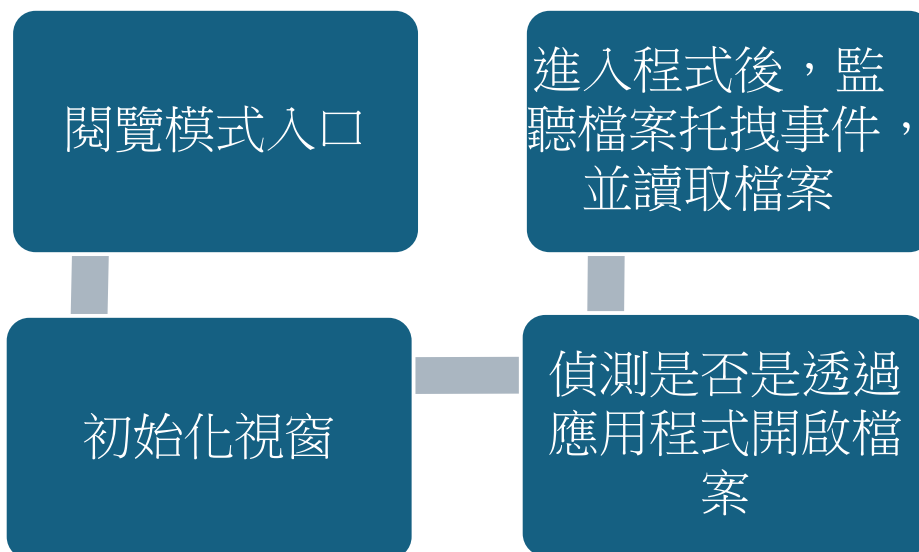 閱覽模式入口
進入程式後，監
聽檔案托拽事件，
並讀取檔案
初始化視窗
偵測是否是透過
應用程式開啟檔
案